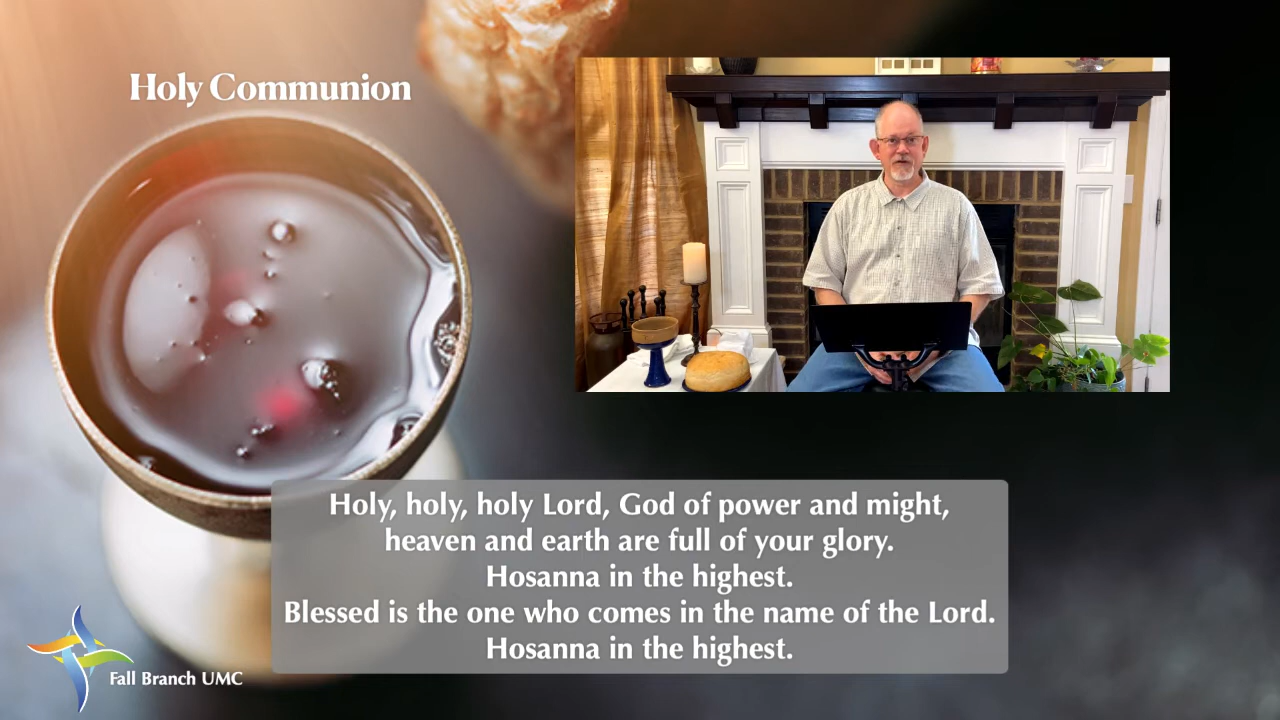 Holy Communion
Holy, holy, holy Lord, God of power and might,
heaven and earth are full of your glory.
Hosanna in the highest.
Blessed is the one who comes in the name of the Lord.
Hosanna in the highest.
Fall Branch UMC